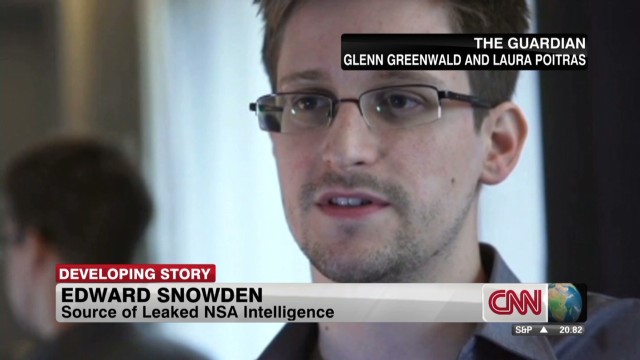 THE GUARDIAN
GLENN GREENWALD AND LAURA POITRAS
DEVELOPING STORY
EDWARD SNOWDEN
Source of Leaked NSA Intelligence
CNN
S&P ▲ 20.82